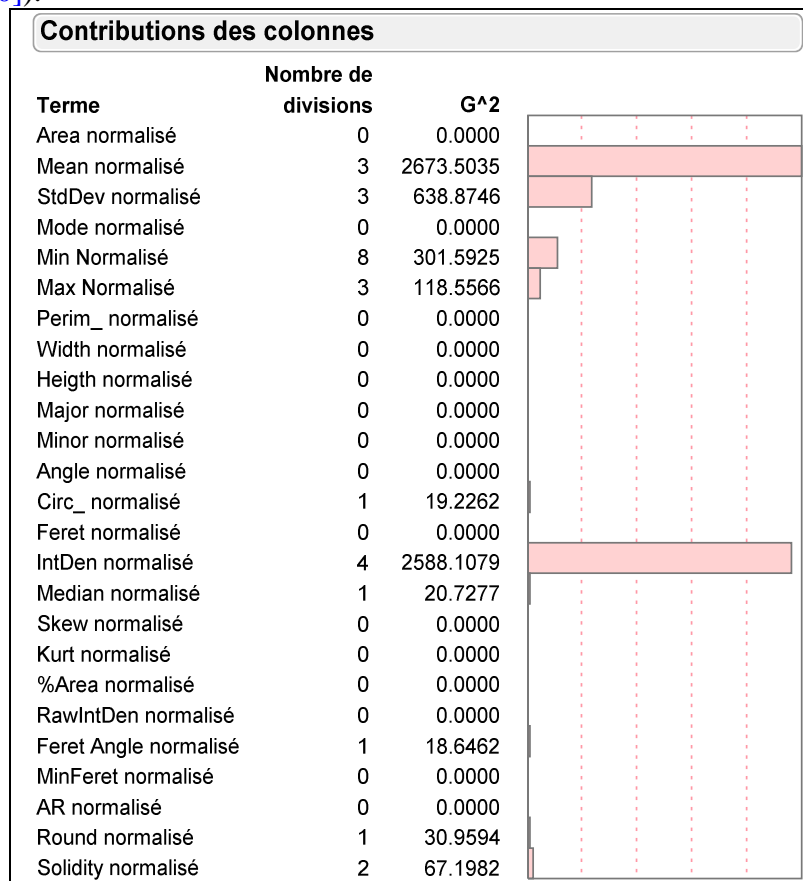 Contributions des colonnes
Nombre de
Terme divisions G^2
Area normalisé 0 0.0000
Mean normalisé 3 2673.5035
StdDev normalisé 3 638.8746
Mode normalisé 0 0.0000
Min Normalisé 8 301.5925
Max Normalisé 3 118.5566
Perim_ normalisé 0 0.0000
Width normalisé 0 0.0000
Heigth normalisé 0 0.0000
Major normalisé 0 0.0000
Minor normalisé 0 0.0000
Angle normalisé 0 0.0000
Circ_ normalisé 1 19.2262
Feret normalisé 0 0.0000
IntDen normalisé 4 2588.1079
Median normalisé 1 20.7277
Skew normalisé 0 0.0000
Kurt normalisé 0 0.0000
%Area normalisé 0 0.0000
RawIntDen normalisé 0 0.0000
Feret Angle normalisé 1 18.6462
MinFeret normalisé 0 0.0000
AR normalisé 0 0.0000
Round normalisé 1 30.9594
Solidity normalisé 2 67.1982